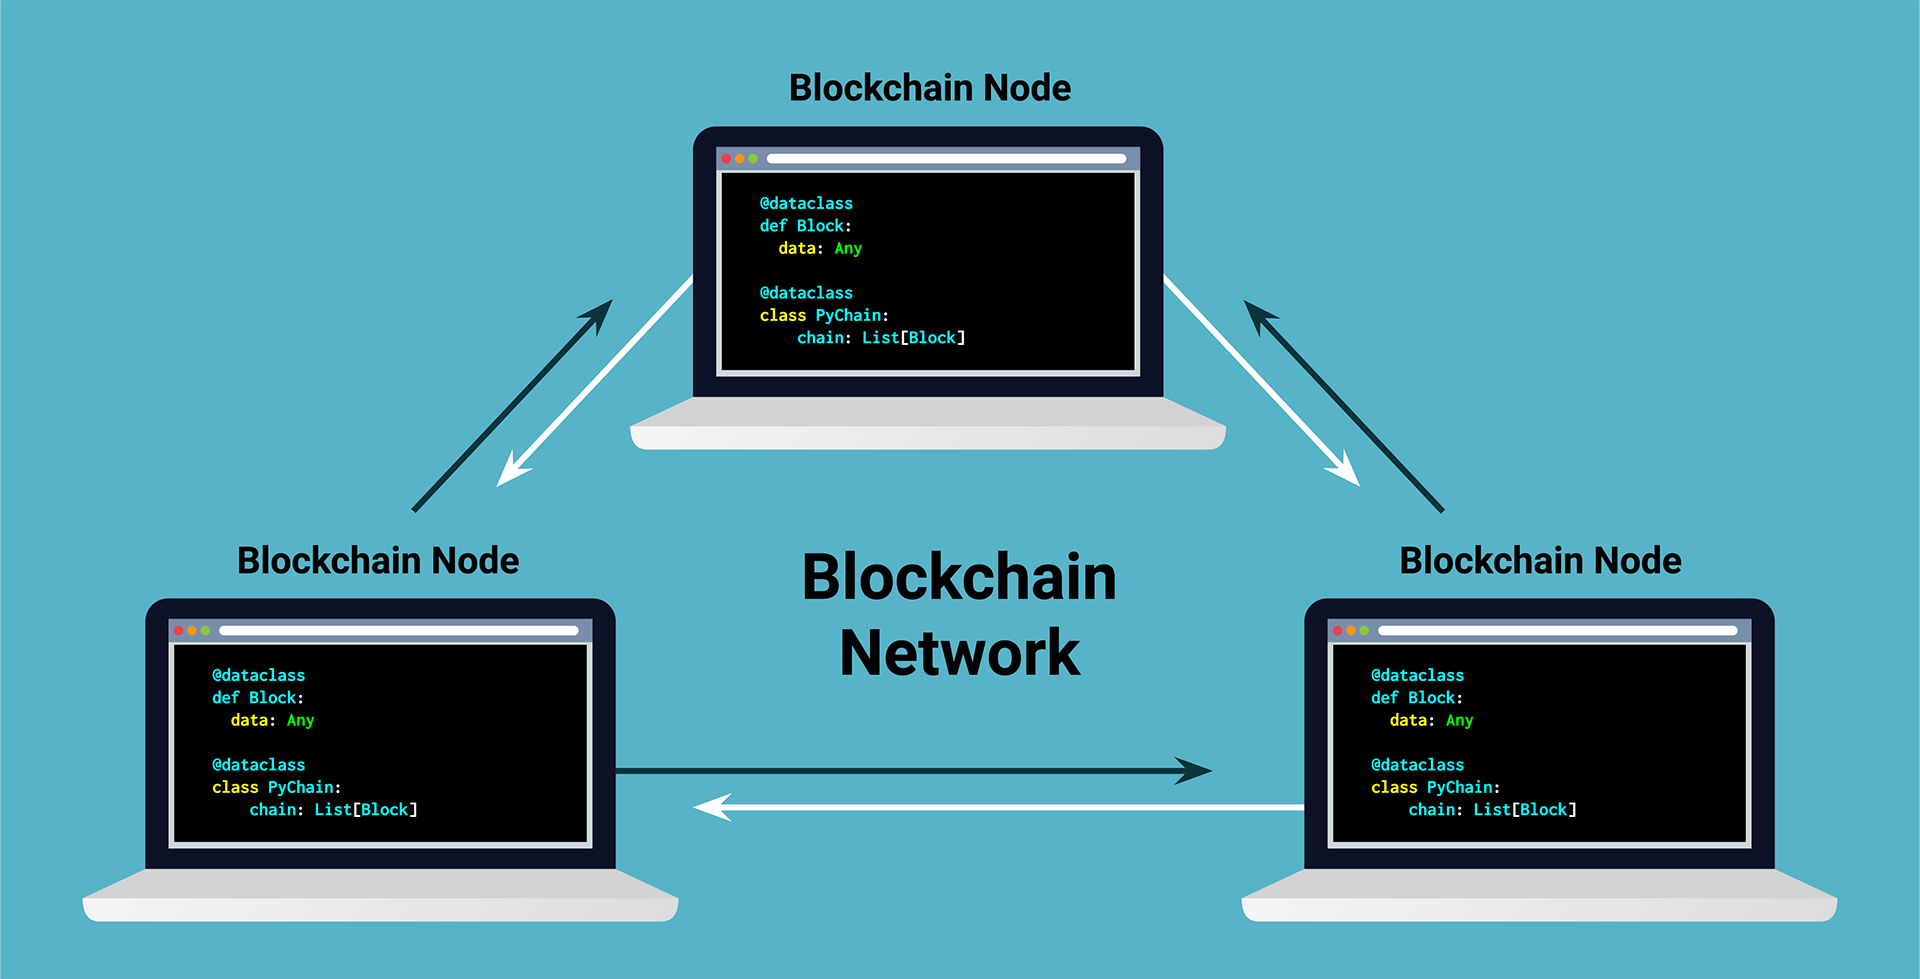 Blockchain Node
@dataclass
def Block:
  data: Any
@dataclass
class PyChain:
    chain: List[Block]
Blockchain Node
@dataclass
def Block:
  data: Any
@dataclass
class PyChain:
    chain: List[Block]
Blockchain
Network
Blockchain Node
@dataclass
def Block:
  data: Any
@dataclass
class PyChain:
    chain: List[Block]